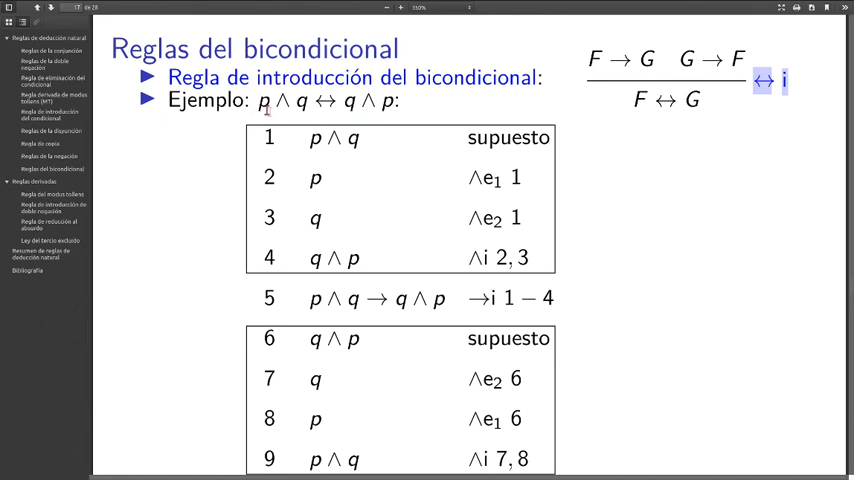 17 de 28
350%
Reglas de deducción natural
Reglas de la conjunción
Reglas de la doble
negación
Regla de eliminación del
condicional
Regla derivada de modus
tollens (MT)
Regla de introducción
del condicional
Reglas de la disyunción
Regla de copia
Reglas de la negación
Reglas del bicondicional
Reglas derivadas
Regla del modus tollens
Regla de introducción de
doble negación
Regla de reducción al
absurdo
Ley del tercio excluido
Resumen de reglas de
deducción natural
Bibliografía
Reglas del bicondicional
Regla de introducción del bicondicional:
F → G G → F
F ↔ G
↔ i
Ejemplo: p ∧ q ↔ q ∧ p:
1 p ∧ q supuesto
2 p ∧e₁ 1
3 q ∧e₂ 1
4 q ∧ p ∧i 2, 3
5 p ∧ q → q ∧ p →i 1 − 4
6 q ∧ p supuesto
7 q ∧e₂ 6
8 p ∧e₁ 6
9 p ∧ q ∧i 7, 8